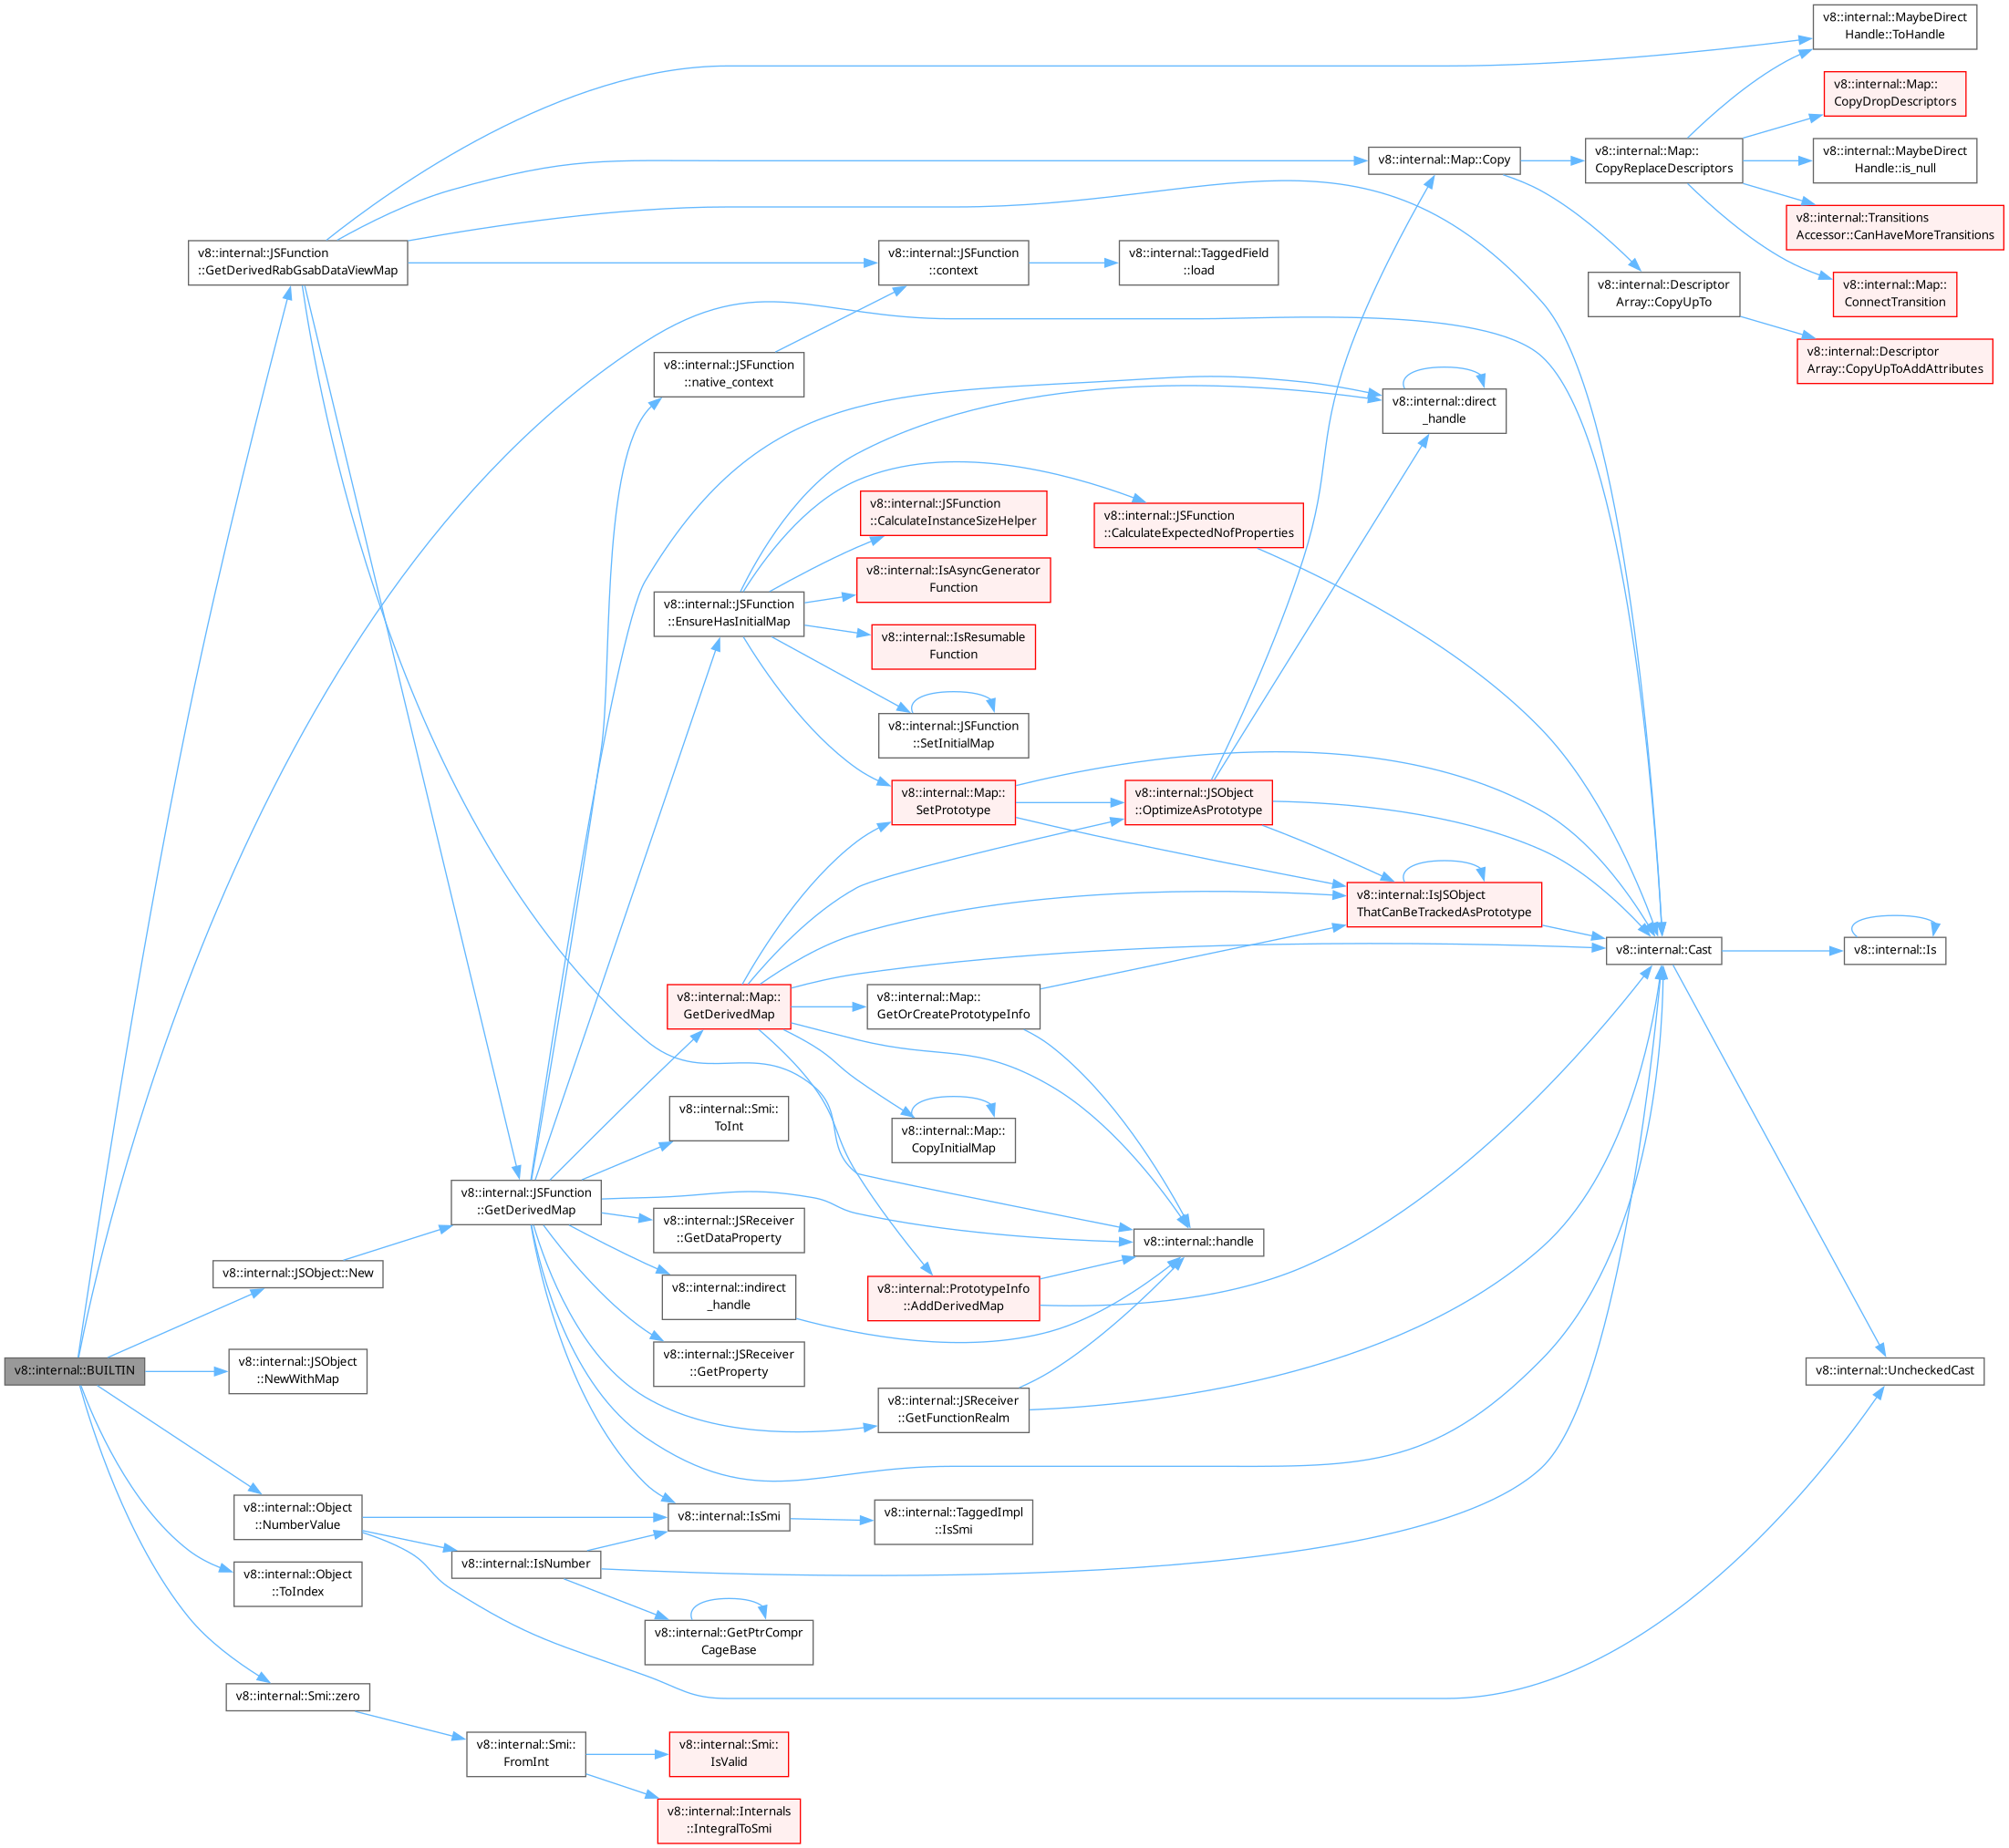 v8::internal::MaybeDirect
Handle::ToHandle
v8::internal::Map::
CopyDropDescriptors
v8::internal::Map::Copy
v8::internal::Map::
CopyReplaceDescriptors
v8::internal::MaybeDirect
Handle::is_null
v8::internal::Transitions
Accessor::CanHaveMoreTransitions
v8::internal::JSFunction
::GetDerivedRabGsabDataViewMap
v8::internal::JSFunction
::context
v8::internal::TaggedField
::load
v8::internal::Descriptor
Array::CopyUpTo
v8::internal::Map::
ConnectTransition
v8::internal::Descriptor
Array::CopyUpToAddAttributes
v8::internal::JSFunction
::native_context
v8::internal::direct
_handle
v8::internal::JSFunction
::CalculateInstanceSizeHelper
v8::internal::JSFunction
::CalculateExpectedNofProperties
v8::internal::IsAsyncGenerator
Function
v8::internal::JSFunction
::EnsureHasInitialMap
v8::internal::IsResumable
Function
v8::internal::JSFunction
::SetInitialMap
v8::internal::Map::
SetPrototype
v8::internal::JSObject
::OptimizeAsPrototype
v8::internal::IsJSObject
ThatCanBeTrackedAsPrototype
v8::internal::Cast
v8::internal::Is
v8::internal::Map::
GetDerivedMap
v8::internal::Map::
GetOrCreatePrototypeInfo
v8::internal::Smi::
ToInt
v8::internal::Map::
CopyInitialMap
v8::internal::JSFunction
::GetDerivedMap
v8::internal::JSReceiver
::GetDataProperty
v8::internal::handle
v8::internal::JSObject::New
v8::internal::indirect
_handle
v8::internal::PrototypeInfo
::AddDerivedMap
v8::internal::BUILTIN
v8::internal::JSObject
::NewWithMap
v8::internal::JSReceiver
::GetProperty
v8::internal::UncheckedCast
v8::internal::JSReceiver
::GetFunctionRealm
v8::internal::Object
::NumberValue
v8::internal::IsSmi
v8::internal::TaggedImpl
::IsSmi
v8::internal::IsNumber
v8::internal::Object
::ToIndex
v8::internal::GetPtrCompr
CageBase
v8::internal::Smi::zero
v8::internal::Smi::
FromInt
v8::internal::Smi::
IsValid
v8::internal::Internals
::IntegralToSmi